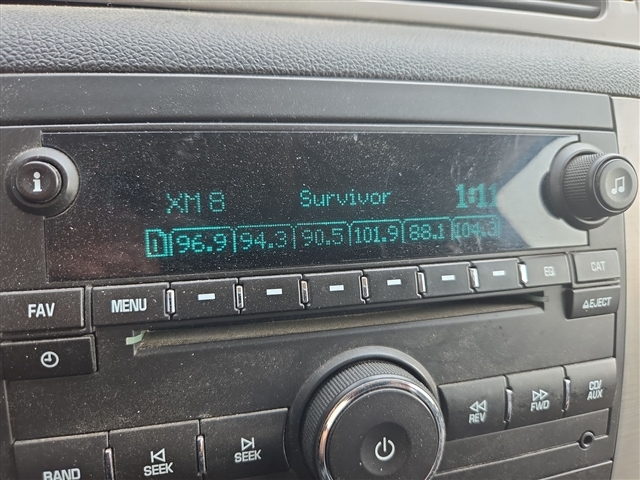 XM 8 Survivor 1:11
1 96.9 94.3 90.5 101.9 88.1 104.3
FAV MENU EQ CAT
EJECT
REV FWD CD/AUX
SEEK SEEK
BAND